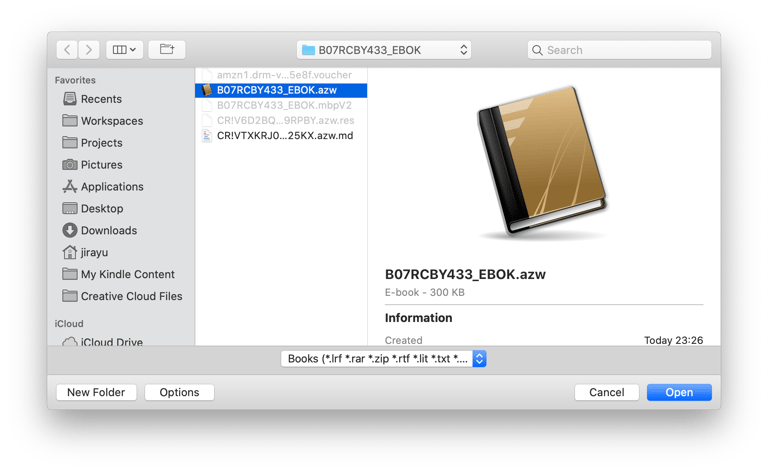 B07RCBY433_EBOK
Search
Favorites
Recents
Workspaces
Projects
Pictures
Applications
Desktop
Downloads
jirayu
My Kindle Content
Creative Cloud Files
iCloud
iCloud Drive
amzn1.drm-v...5e8f.voucher
B07RCBY433_EBOK.azw
B07RCBY433_EBOK.mbpV2
CR!V6D2BQ...9RPBY.azw.res
CR!VTXKRJ0...25KX.azw.md
B07RCBY433_EBOK.azw
E-book - 300 KB
Information
Created Today 23:26
Books (*.lrf *.rar *.zip *.rtf *.lit *.txt *....
New Folder
Options
Cancel
Open